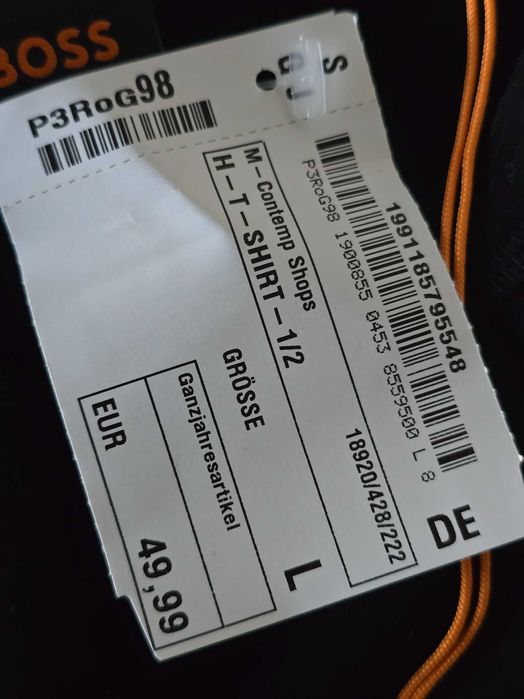 BOSS
P3RoG98
S
1991185795548
P3RoG98 1900855 0453 8559500 L 8
M - Contemp Shops
18920/428/222
H - T - SHIRT - 1/2
DE
GRÖSSE L
Ganzjahresartikel
EUR 49,99